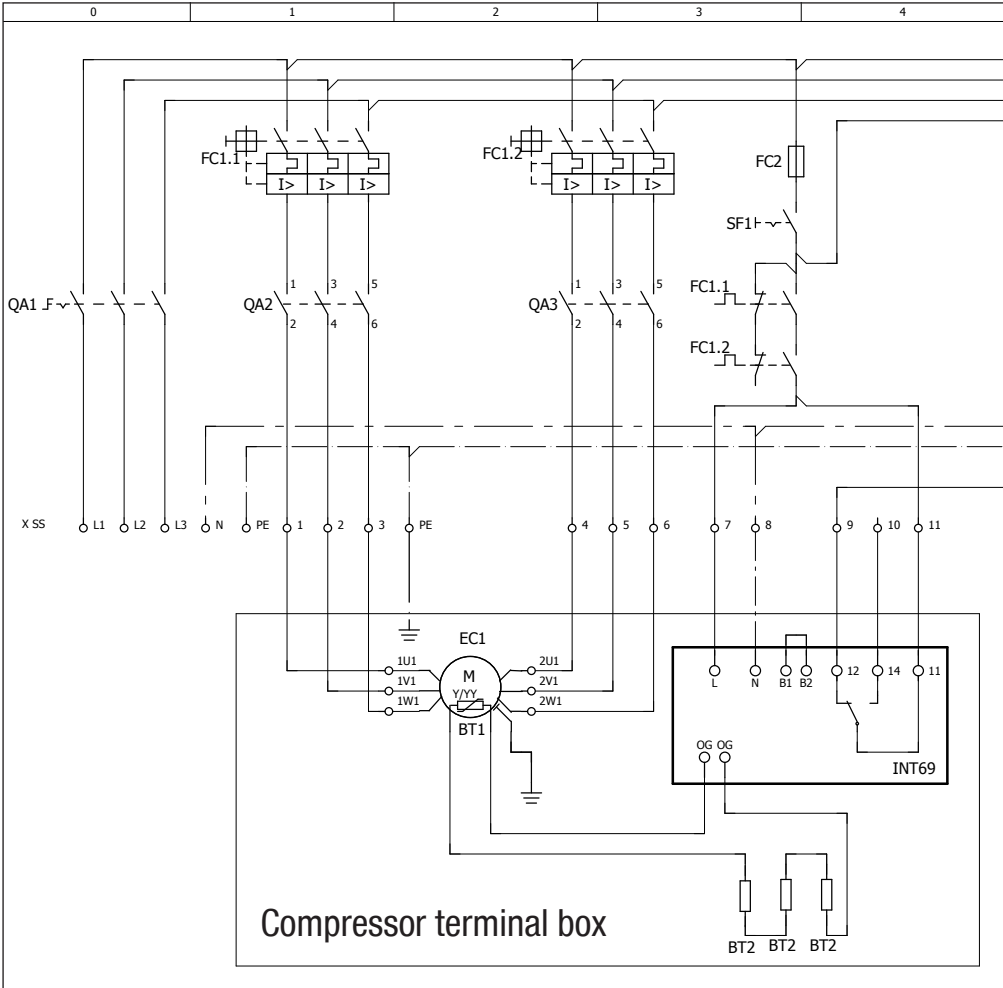 0 1 2 3 4
FC1.1 FC1.2 FC2
I> I> I> I> I> I>
SF1
QA1 QA2 1 3 5 QA3 1 3 5 FC1.1
2 4 6 2 4 6
FC1.2
X SS L1 L2 L3 N PE 1 2 3 PE 4 5 6 7 8 9 10 11
EC1
1U1 2U1
1V1 M 2V1 L N B1 B2 12 14 11
Y/YY
1W1 2W1
BT1
OG OG
INT69
Compressor terminal box
BT2 BT2 BT2